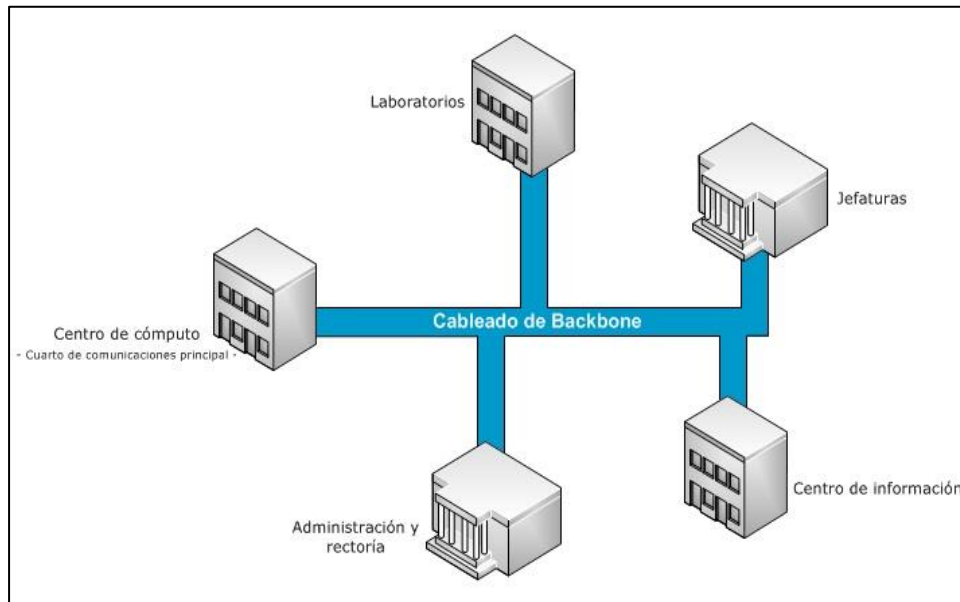 Laboratorios
Jefaturas
Cableado de Backbone
Centro de cómputo
- Cuarto de comunicaciones principal -
Centro de información
Administración y
rectoría